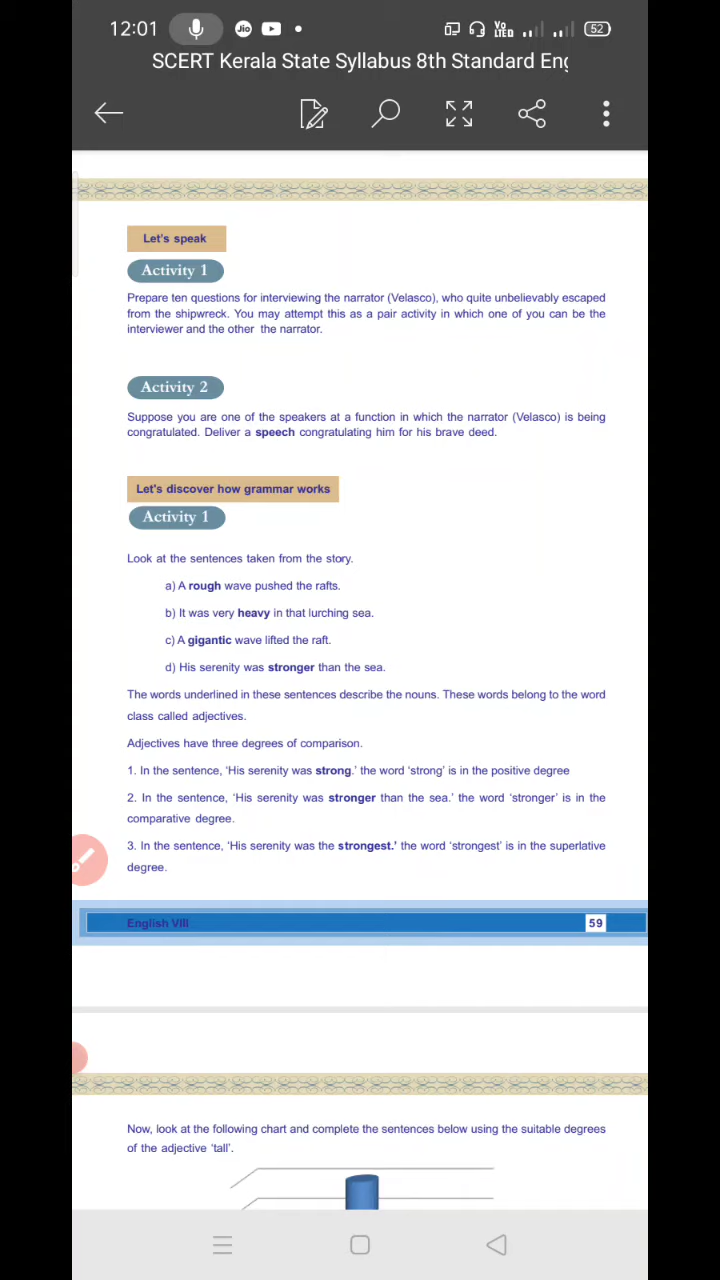 12:01
Jio
Vo
LTE
52
SCERT Kerala State Syllabus 8th Standard Eng
Let's speak
Activity 1
Prepare ten questions for interviewing the narrator (Velasco), who quite unbelievably escaped
from the shipwreck. You may attempt this as a pair activity in which one of you can be the
interviewer and the other the narrator.
Activity 2
Suppose you are one of the speakers at a function in which the narrator (Velasco) is being
congratulated. Deliver a speech congratulating him for his brave deed.
Let's discover how grammar works
Activity 1
Look at the sentences taken from the story.
a) A rough wave pushed the rafts.
b) It was very heavy in that lurching sea.
c) A gigantic wave lifted the raft.
d) His serenity was stronger than the sea.
The words underlined in these sentences describe the nouns. These words belong to the word
class called adjectives.
Adjectives have three degrees of comparison.
1. In the sentence, 'His serenity was strong.' the word 'strong' is in the positive degree
2. In the sentence, 'His serenity was stronger than the sea.' the word 'stronger' is in the
comparative degree.
3. In the sentence, 'His serenity was the strongest.' the word 'strongest' is in the superlative
degree.
English VIII
59
Now, look at the following chart and complete the sentences below using the suitable degrees
of the adjective 'tall'.